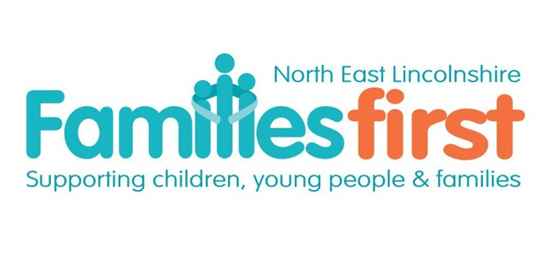 North East Lincolnshire
Familiesfirst
Supporting children, young people & families